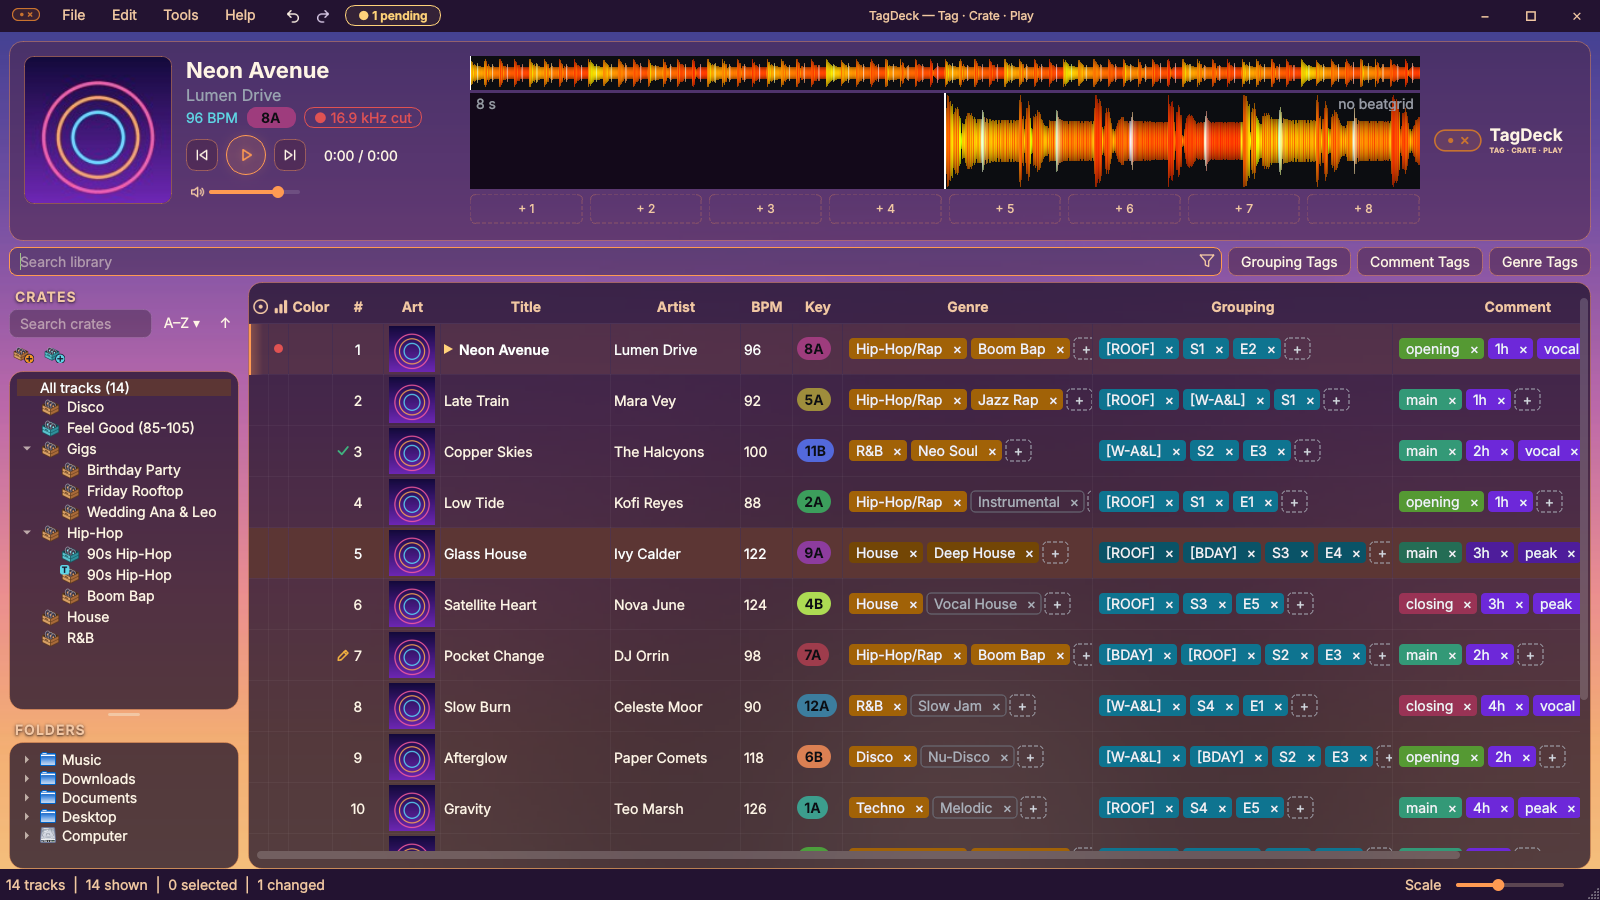 File Edit Tools Help 1 pending TagDeck — Tag · Crate · Play
Neon Avenue
Lumen Drive
96 BPM 8A 16.9 kHz cut
0:00 / 0:00
8 s no beatgrid
+ 1 + 2 + 3 + 4 + 5 + 6 + 7 + 8
TagDeck
TAG · CRATE · PLAY
Search library Grouping Tags Comment Tags Genre Tags
CRATES
Search crates A–Z ▾
All tracks (14)
Disco
Feel Good (85-105)
Gigs
Birthday Party
Friday Rooftop
Wedding Ana & Leo
Hip-Hop
90s Hip-Hop
90s Hip-Hop
Boom Bap
House
R&B
FOLDERS
Music
Downloads
Documents
Desktop
Computer
Color # Art Title Artist BPM Key Genre Grouping Comment
1 Neon Avenue Lumen Drive 96 8A Hip-Hop/Rap × Boom Bap × + [ROOF] × S1 × E2 × + opening × 1h × vocal
2 Late Train Mara Vey 92 5A Hip-Hop/Rap × Jazz Rap × + [ROOF] × [W-A&L] × S1 × + main × 1h × +
3 Copper Skies The Halcyons 100 11B R&B × Neo Soul × + [W-A&L] × S2 × E3 × + main × 2h × vocal ×
4 Low Tide Kofi Reyes 88 2A Hip-Hop/Rap × Instrumental × [ROOF] × S1 × E1 × + opening × 1h × +
5 Glass House Ivy Calder 122 9A House × Deep House × + [ROOF] × [BDAY] × S3 × E4 × + main × 3h × peak ×
6 Satellite Heart Nova June 124 4B House × Vocal House × + [ROOF] × S3 × E5 × + closing × 3h × peak
7 Pocket Change DJ Orrin 98 7A Hip-Hop/Rap × Boom Bap × + [BDAY] × [ROOF] × S2 × E3 × + main × 2h × +
8 Slow Burn Celeste Moor 90 12A R&B × Slow Jam × + [W-A&L] × S4 × E1 × + closing × 4h × vocal
9 Afterglow Paper Comets 118 6B Disco × Nu-Disco × + [W-A&L] × [BDAY] × S2 × E3 × + opening × 2h × +
10 Gravity Teo Marsh 126 1A Techno × Melodic × + [ROOF] × S4 × E5 × + main × 4h × peak ×
14 tracks | 14 shown | 0 selected | 1 changed Scale